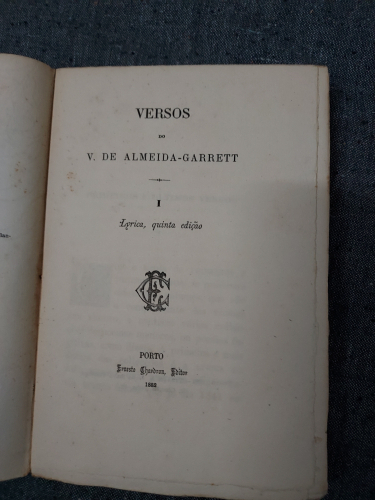 VERSOS
DO
V. DE ALMEIDA-GARRETT
I
Lyrica, quinta edição
PORTO
Ernesto Chardron, Editor